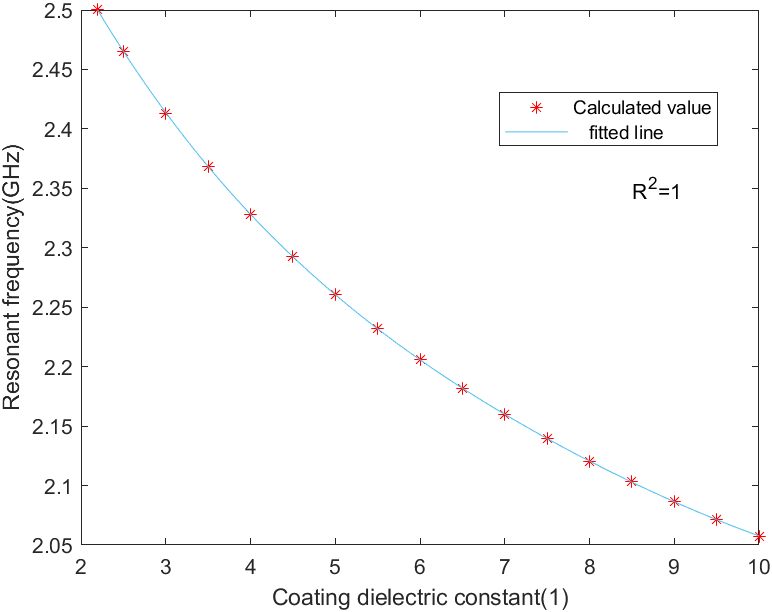 2.5
2.45
2.4
2.35
2.3
2.25
2.2
2.15
2.1
2.05
Resonant frequency(GHz)
Calculated value
fitted line
R²=1
2 3 4 5 6 7 8 9 10
Coating dielectric constant(1)